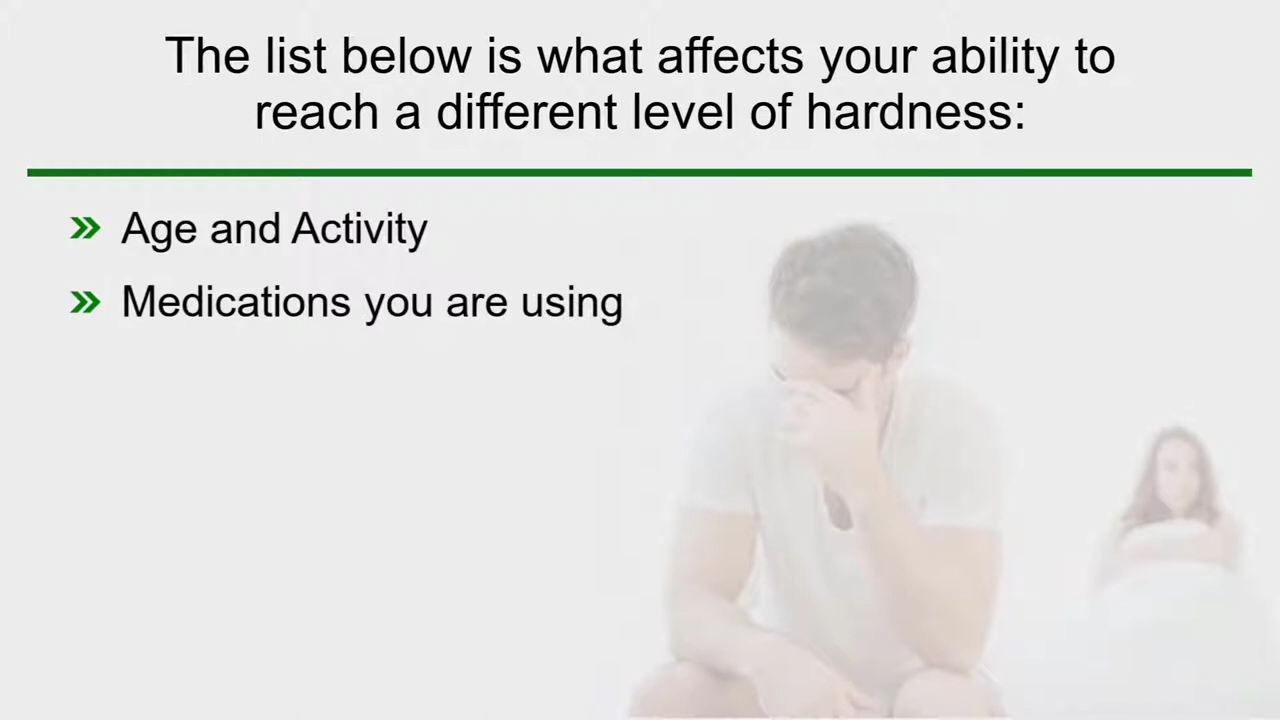 The list below is what affects your ability to
reach a different level of hardness:
Age and Activity
Medications you are using